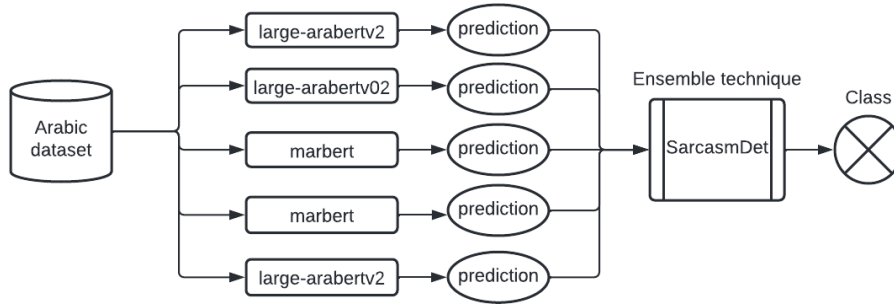 large-arabertv2
prediction
large-arabertv02
prediction
Ensemble technique
Class
Arabic
dataset
marbert
prediction
SarcasmDet
marbert
prediction
large-arabertv2
prediction